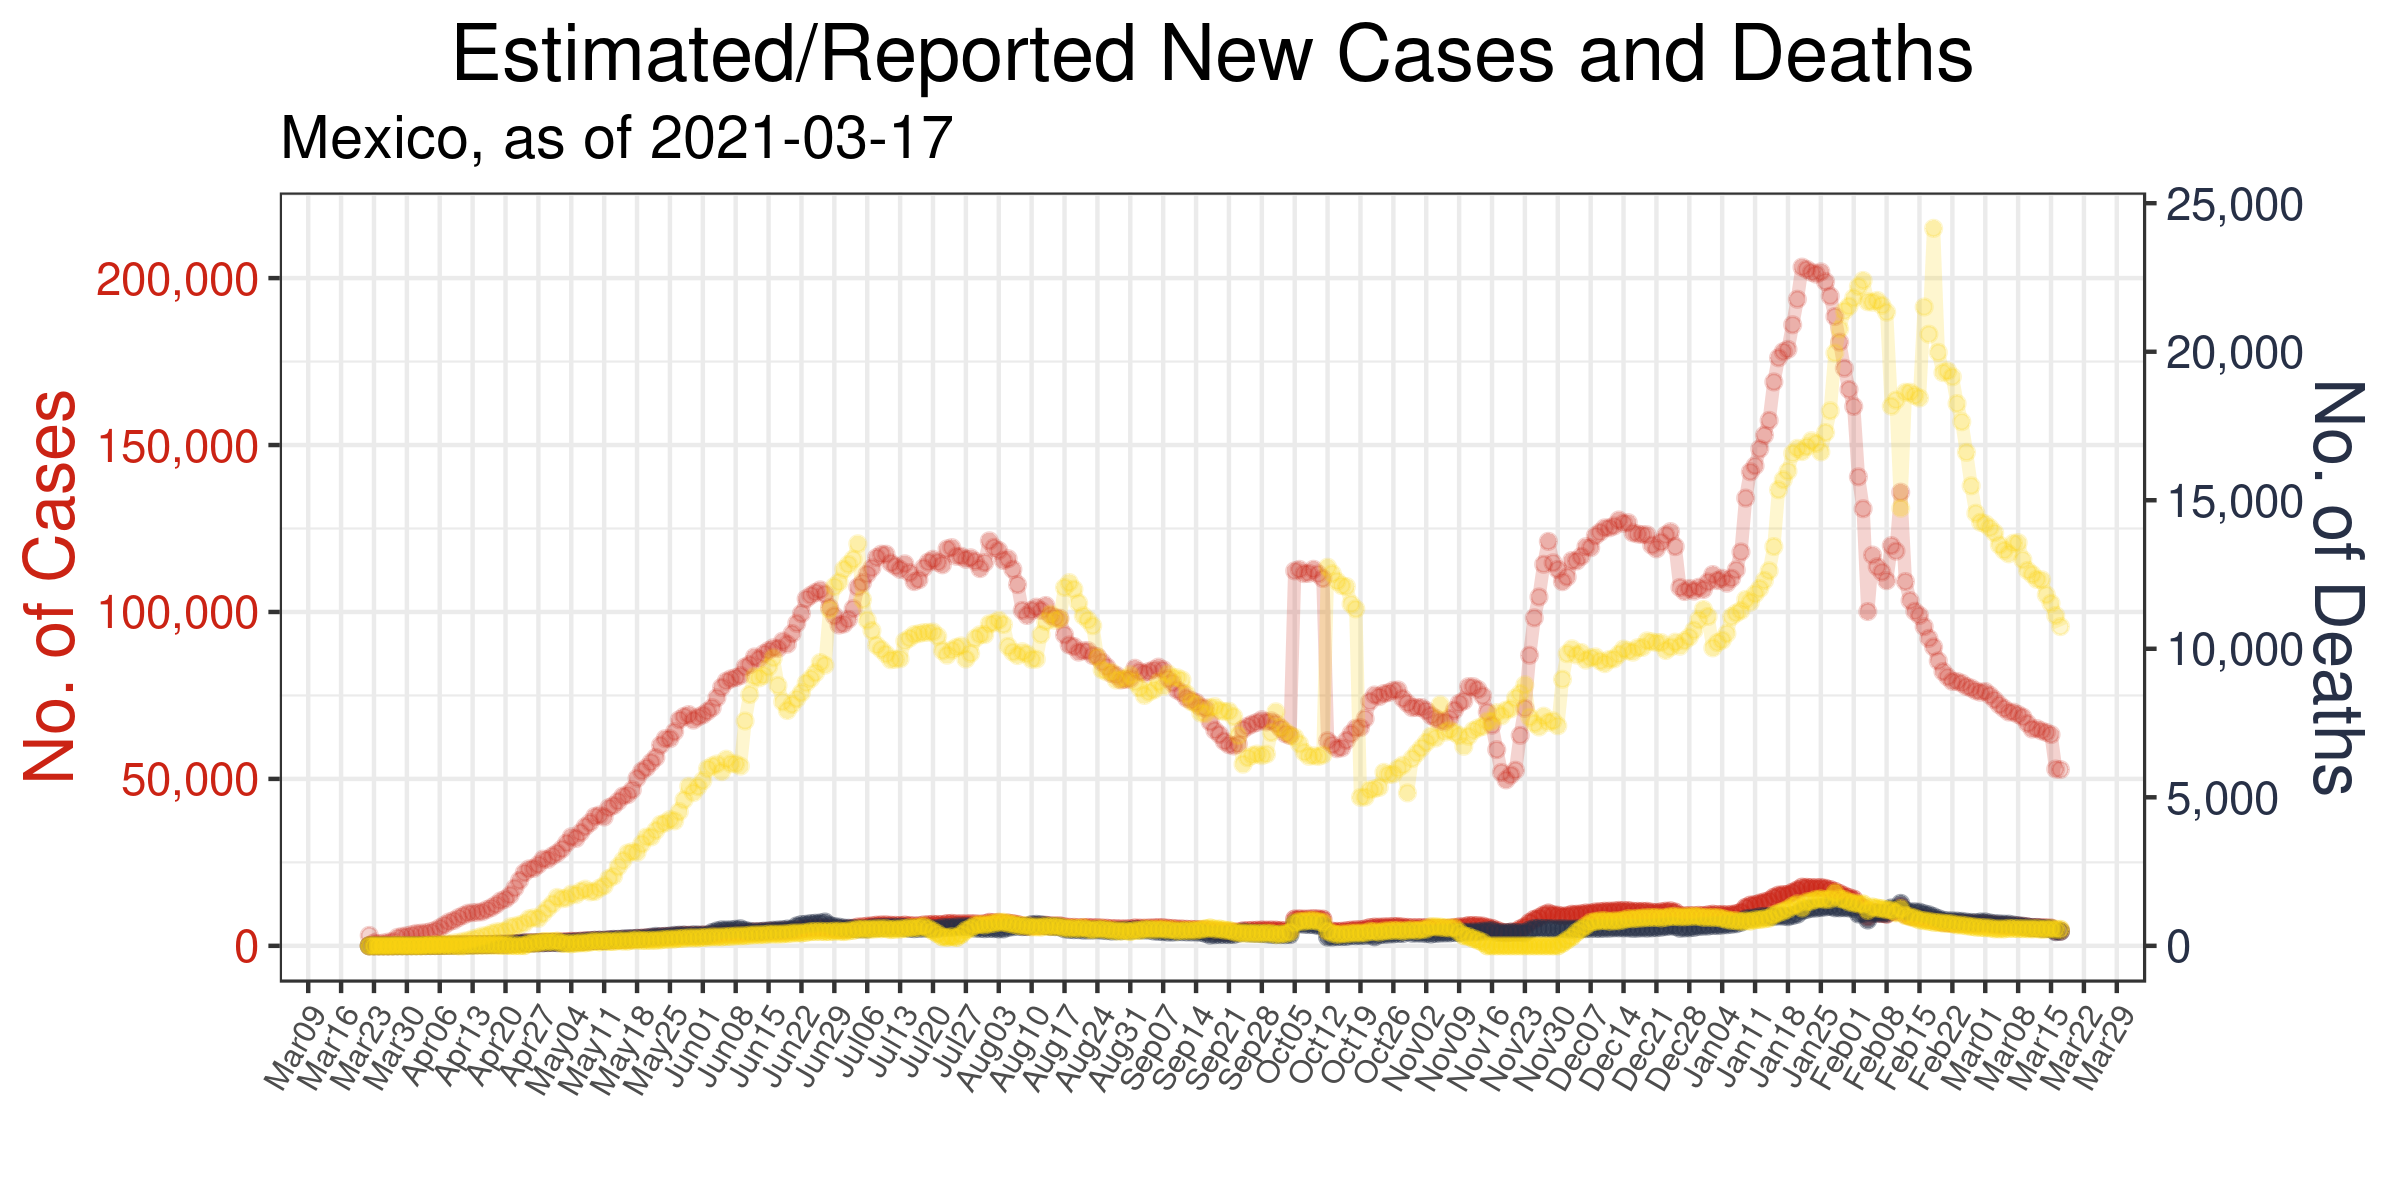 Estimated/Reported New Cases and Deaths
Mexico, as of 2021-03-17
No. of Cases
200,000
150,000
100,000
50,000
0
25,000
20,000
15,000
10,000
5,000
0
No. of Deaths
Mar09
Mar16
Mar23
Mar30
Apr06
Apr13
Apr20
Apr27
May04
May11
May18
May25
Jun01
Jun08
Jun15
Jun22
Jun29
Jul06
Jul13
Jul20
Jul27
Aug03
Aug10
Aug17
Aug24
Aug31
Sep07
Sep14
Sep21
Sep28
Oct05
Oct12
Oct19
Oct26
Nov02
Nov09
Nov16
Nov23
Nov30
Dec07
Dec14
Dec21
Dec28
Jan04
Jan11
Jan18
Jan25
Feb01
Feb08
Feb15
Feb22
Mar01
Mar08
Mar15
Mar22
Mar29